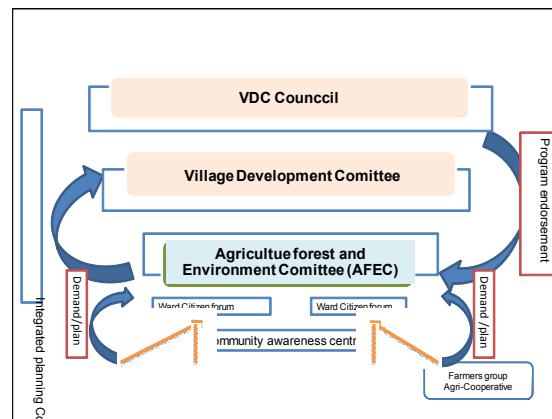 VDC Counccil
Village Development Comittee
Program endorsement
Agricultue forest and
Environment Comittee (AFEC)
Integrated planning Co
Demand/plan
Demand /plan
Ward Citizen forum
Ward Citizen forum
ommunity awareness centr
Farmers group
Agri-Cooperative